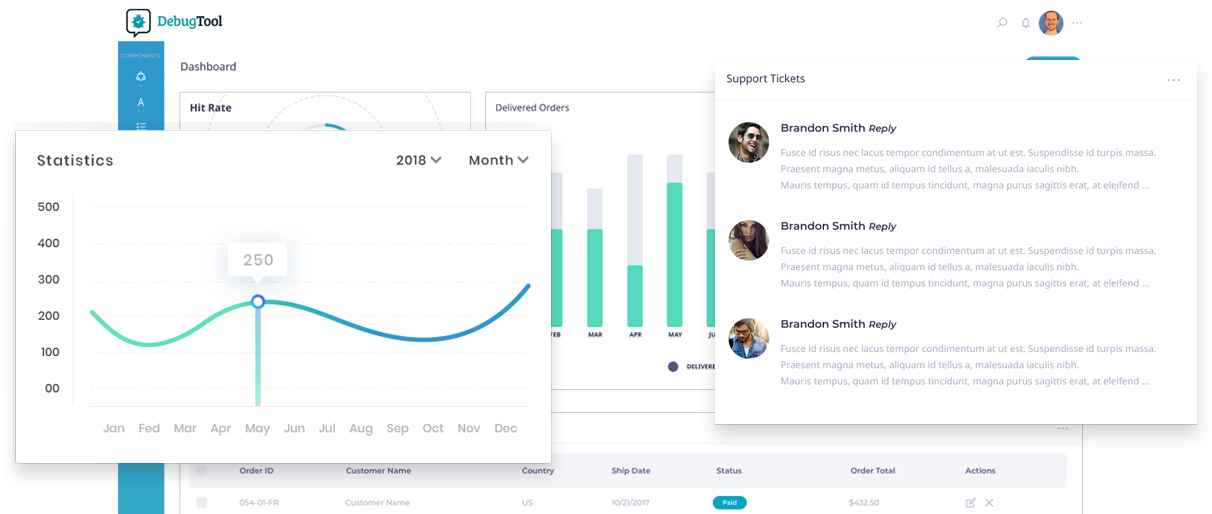 DebugTool
COMPONENTS
Dashboard
A
Hit Rate
Delivered Orders
Statistics
2018
Month
500
400
300
200
100
00
250
Jan Fed Mar Apr May Jun Jul Aug Sep Oct Nov Dec
MAR APR MAY
Support Tickets
Brandon Smith Reply
Fusce id risus nec lacus tempor condimentum at ut est. Suspendisse id turpis massa.
Praesent magna metus, aliquam id tellus a, malesuada iaculis nibh.
Mauris tempus, quam id tempus tincidunt, magna purus sagittis erat, at eleifend ...
Brandon Smith Reply
Fusce id risus nec lacus tempor condimentum at ut est. Suspendisse id turpis massa.
Praesent magna metus, aliquam id tellus a, malesuada iaculis nibh.
Mauris tempus, quam id tempus tincidunt, magna purus sagittis erat, at eleifend ...
Brandon Smith Reply
Fusce id risus nec lacus tempor condimentum at ut est. Suspendisse id turpis massa.
Praesent magna metus, aliquam id tellus a, malesuada iaculis nibh.
Mauris tempus, quam id tempus tincidunt, magna purus sagittis erat, at eleifend ...
Order ID Customer Name Country Ship Date Status Order Total Actions
054-01-FR Customer Name US 10/21/2017 Paid $432.50